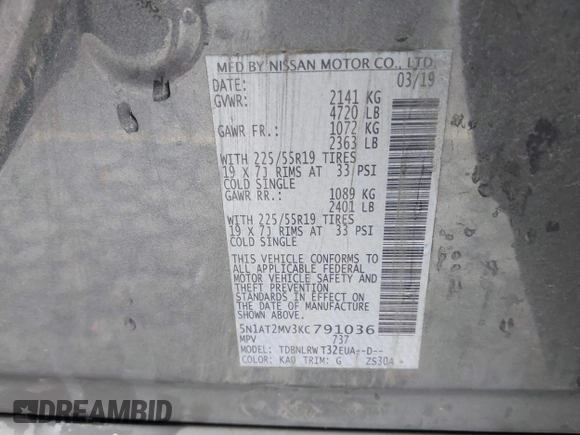 MFD BY NISSAN MOTOR CO., LTD.
DATE: 03/19
GVWR: 2141 KG
4720 LB
GAWR FR.: 1072 KG
2363 LB
WITH 225/55R19 TIRES
19 X 7J RIMS AT 33 PSI
COLD SINGLE
GAWR RR.: 1089 KG
2401 LB
WITH 225/55R19 TIRES
19 X 7J RIMS AT 33 PSI
COLD SINGLE
THIS VEHICLE CONFORMS TO
ALL APPLICABLE FEDERAL
MOTOR VEHICLE SAFETY
AND THEFT PREVENTION
STANDARDS IN EFFECT ON
THE DATE OF MANUFACTURE
SHOWN ABOVE.
5N1AT2MV3KC791036
MPV 737
MODEL: TDBNLRW T32EUA--D--
COLOR: KAD TRIM: G ZS30A
DREAMBID